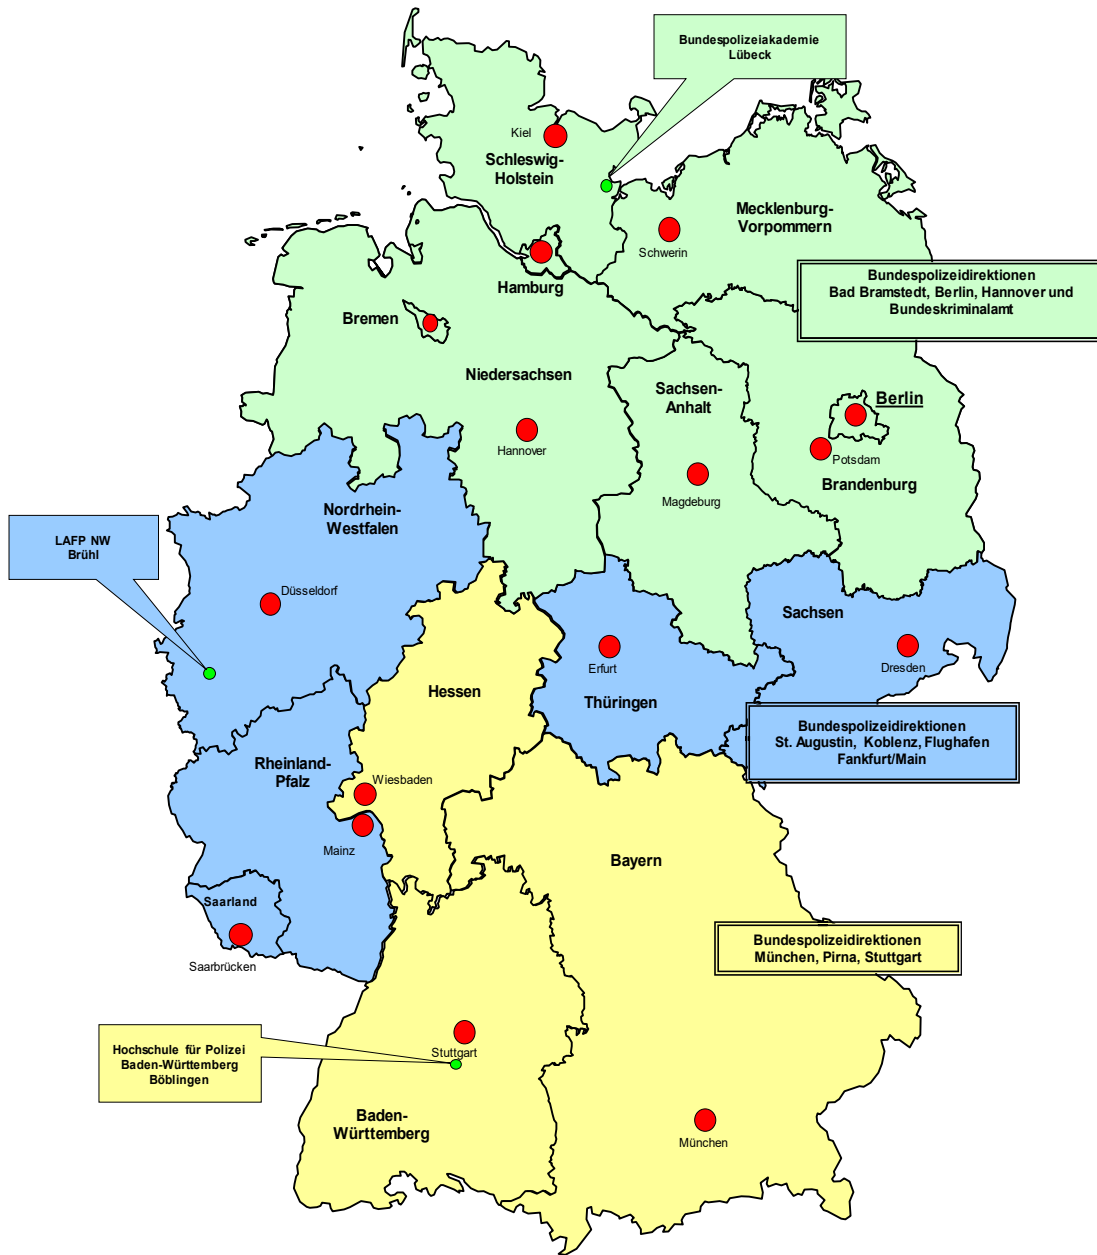 Bundespolizeiakademie
Lübeck
Kiel
Schleswig-
Holstein
Mecklenburg-
Vorpommern
Schwerin
Bundespolizeidirektionen
Bad Bramstedt, Berlin, Hannover und
Bundeskriminalamt
Hamburg
Bremen
Niedersachsen
Sachsen-
Anhalt
Berlin
Hannover
Potsdam
Brandenburg
Magdeburg
Nordrhein-
Westfalen
LAFP NW
Brühl
Düsseldorf
Sachsen
Dresden
Erfurt
Thüringen
Hessen
Bundespolizeidirektionen
St. Augustin, Koblenz, Flughafen
Fankfurt/Main
Rheinland-
Pfalz
Wiesbaden
Mainz
Bayern
Saarland
Saarbrücken
Bundespolizeidirektionen
München, Pirna, Stuttgart
Hochschule für Polizei
Baden-Württemberg
Böblingen
Stuttgart
Baden-
Württemberg
München